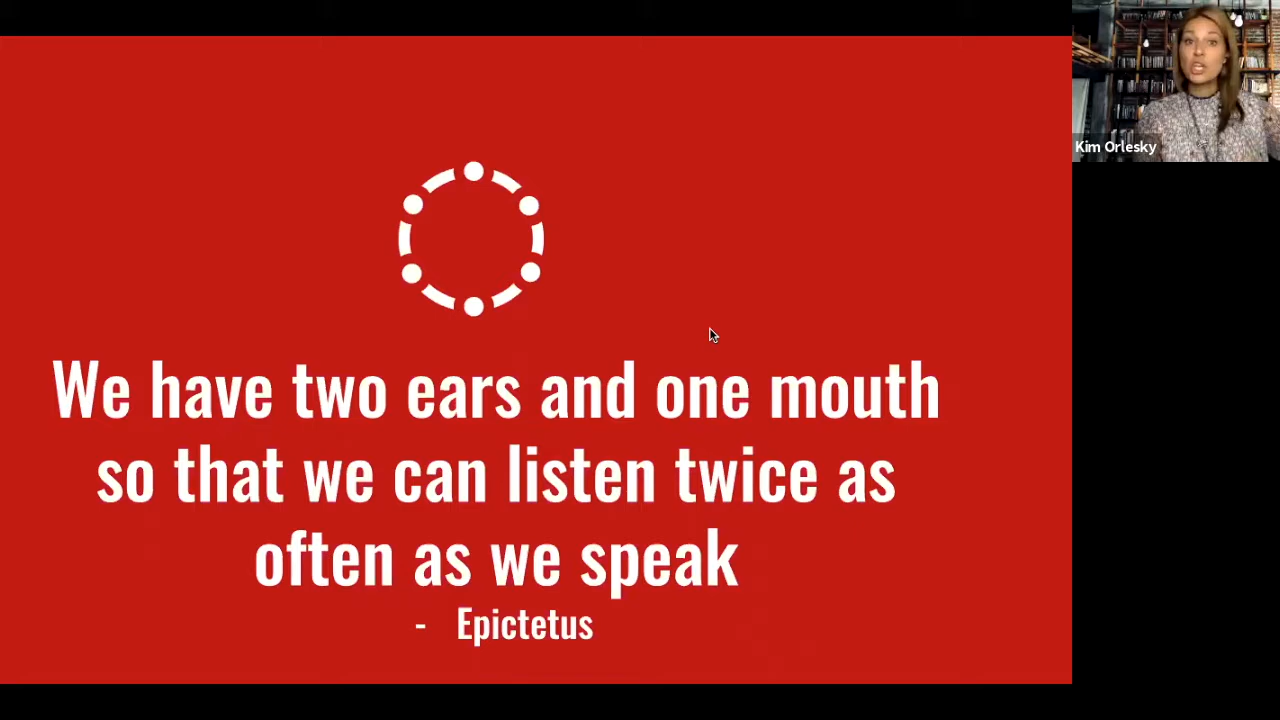 Kim Orlesky
We have two ears and one mouth
so that we can listen twice as
often as we speak
- Epictetus